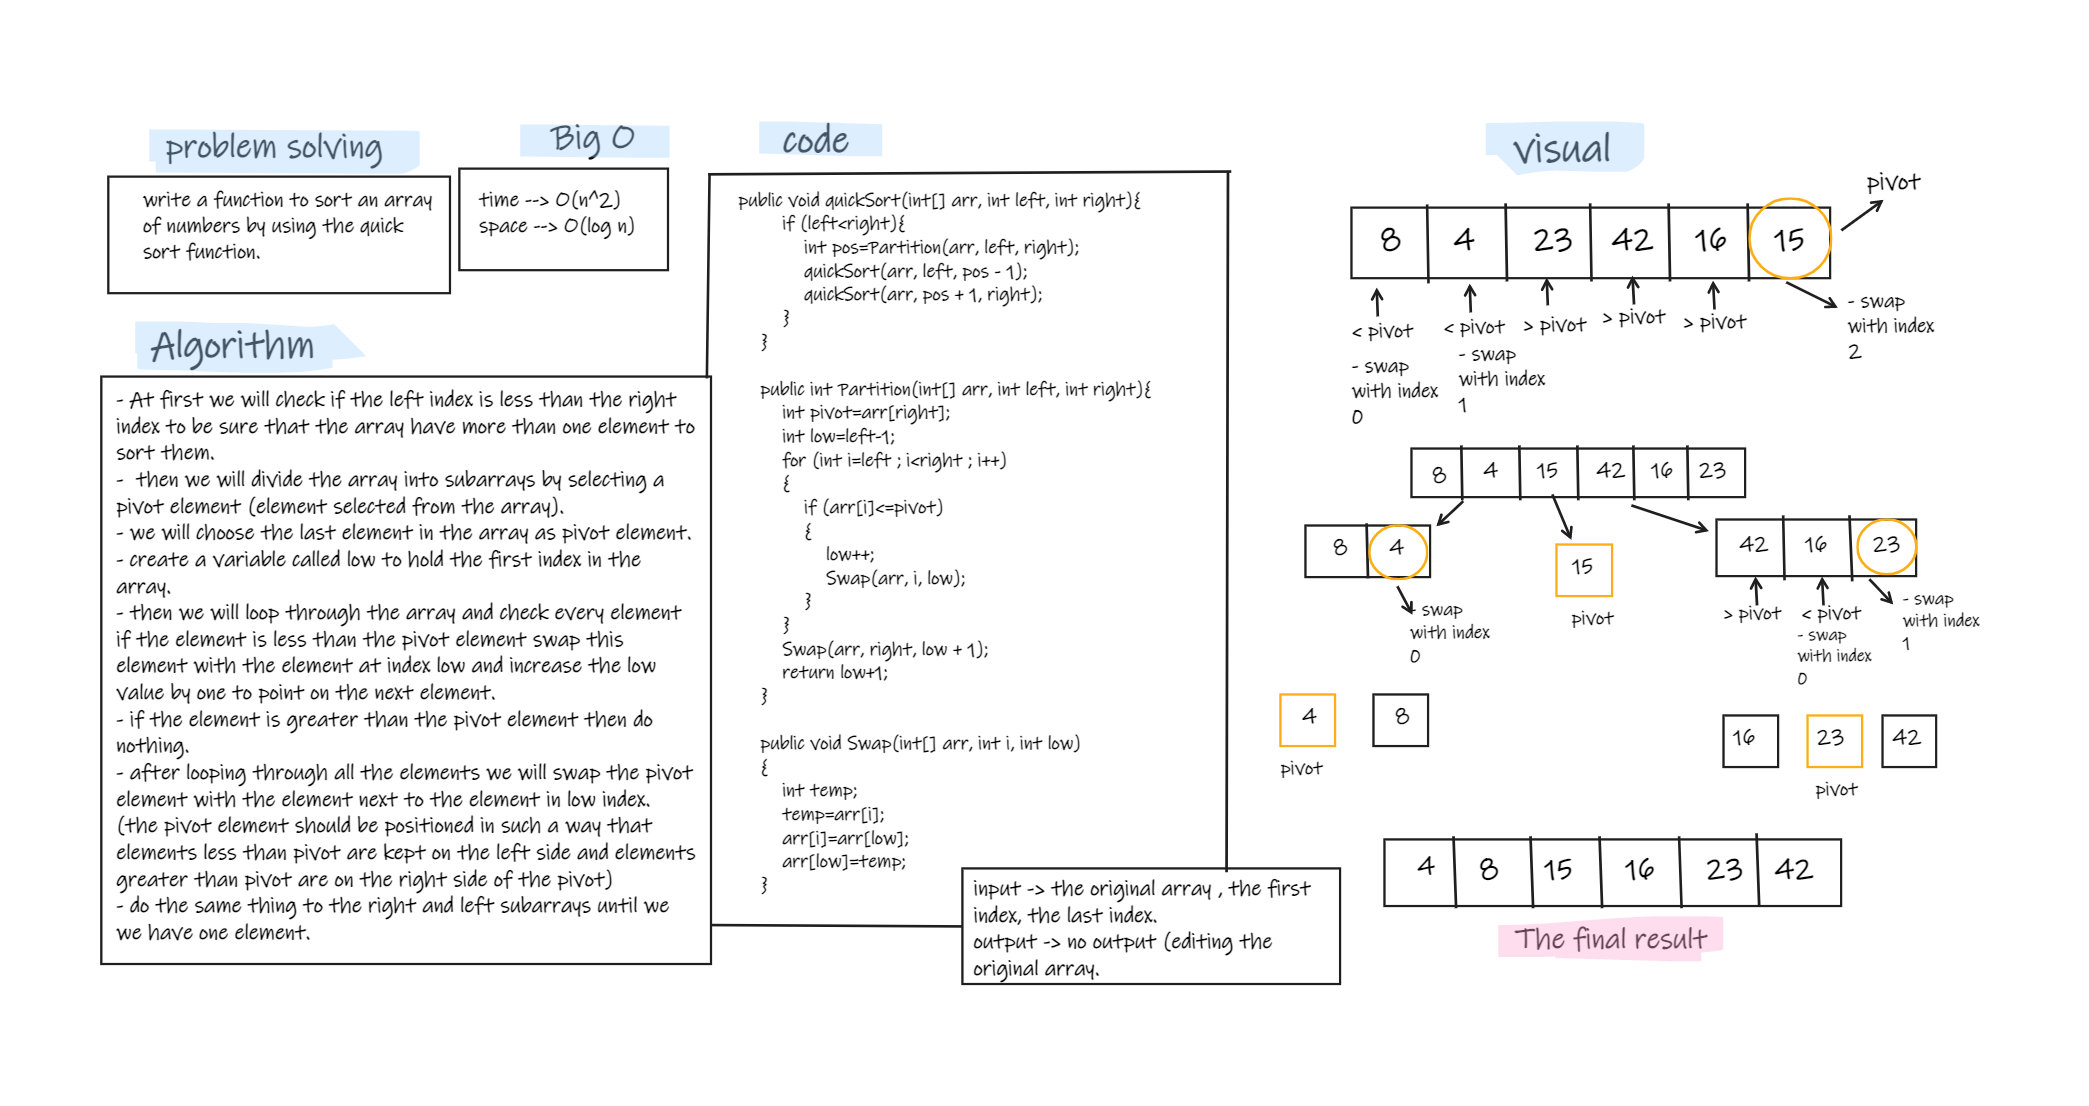 problem solving
write a function to sort an array
of numbers by using the quick
sort function.
Big O
time --> O(n^2)
space --> O(log n)
Algorithm
- At first we will check if the left index is less than the right
index to be sure that the array have more than one element to
sort them.
- then we will divide the array into subarrays by selecting a
pivot element (element selected from the array).
- we will choose the last element in the array as pivot element.
- create a variable called low to hold the first index in the
array.
- then we will loop through the array and check every element
if the element is less than the pivot element swap this
element with the element at index low and increase the low
value by one to point on the next element.
- if the element is greater than the pivot element then do
nothing.
- after looping through all the elements we will swap the pivot
element with the element next to the element in low index.
(the pivot element should be positioned in such a way that
elements less than pivot are kept on the left side and elements
greater than pivot are on the right side of the pivot)
- do the same thing to the right and left subarrays until we
we have one element.
code
public void quickSort(int[] arr, int left, int right){
if (left<right){
int pos=Partition(arr, left, right);
quickSort(arr, left, pos - 1);
quickSort(arr, pos + 1, right);
}
}
public int Partition(int[] arr, int left, int right){
int pivot=arr[right];
int low=left-1;
for (int i=left ; i<right ; i++)
{
if (arr[i]<=pivot)
{
low++;
Swap(arr, i, low);
}
}
Swap(arr, right, low + 1);
return low+1;
}
public void Swap(int[] arr, int i, int low)
{
int temp;
temp=arr[i];
arr[i]=arr[low];
arr[low]=temp;
}
input -> the original array , the first
index, the last index.
output -> no output (editing the
original array.
visual
pivot
8 4 23 42 16 15
< pivot
- swap
with index
0
< pivot
- swap
with index
1
> pivot
> pivot
> pivot
- swap
with index
2
8 4 15 42 16 23
8 4
- swap
with index
0
15
pivot
42 16 23
> pivot
< pivot
- swap
with index
0
- swap
with index
1
4 8
pivot
16 23 42
pivot
4 8 15 16 23 42
The final result